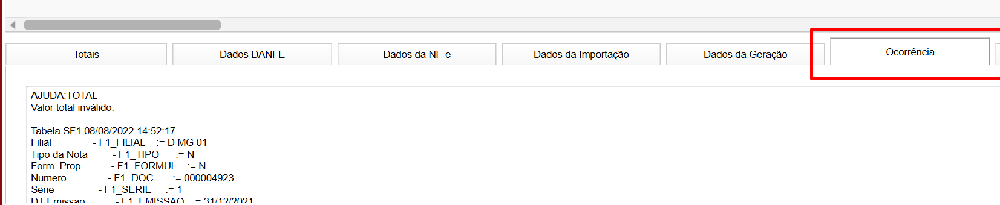 Totais
Dados DANFE
Dados da NF-e
Dados da Importação
Dados da Geração
Ocorrência
AJUDA:TOTAL
Valor total inválido.
Tabela SF1 08/08/2022 14:52:17
Filial - F1_FILIAL := D MG 01
Tipo da Nota - F1_TIPO := N
Form. Prop. - F1_FORMUL := N
Numero - F1_DOC := 000004923
Serie - F1_SERIE := 1
DT Emissao - F1_EMISSAO := 31/12/2021